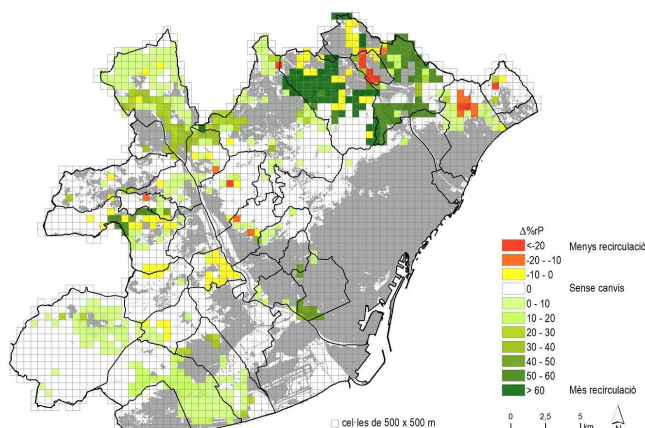 Δ%rP
<-20 Menys recirculació
-20 - -10
-10 - 0
0 Sense canvis
0 - 10
10 - 20
20 - 30
30 - 40
40 - 50
50 - 60
> 60 Més recirculació
cel·les de 500 x 500 m
0 2,5 5 km
N